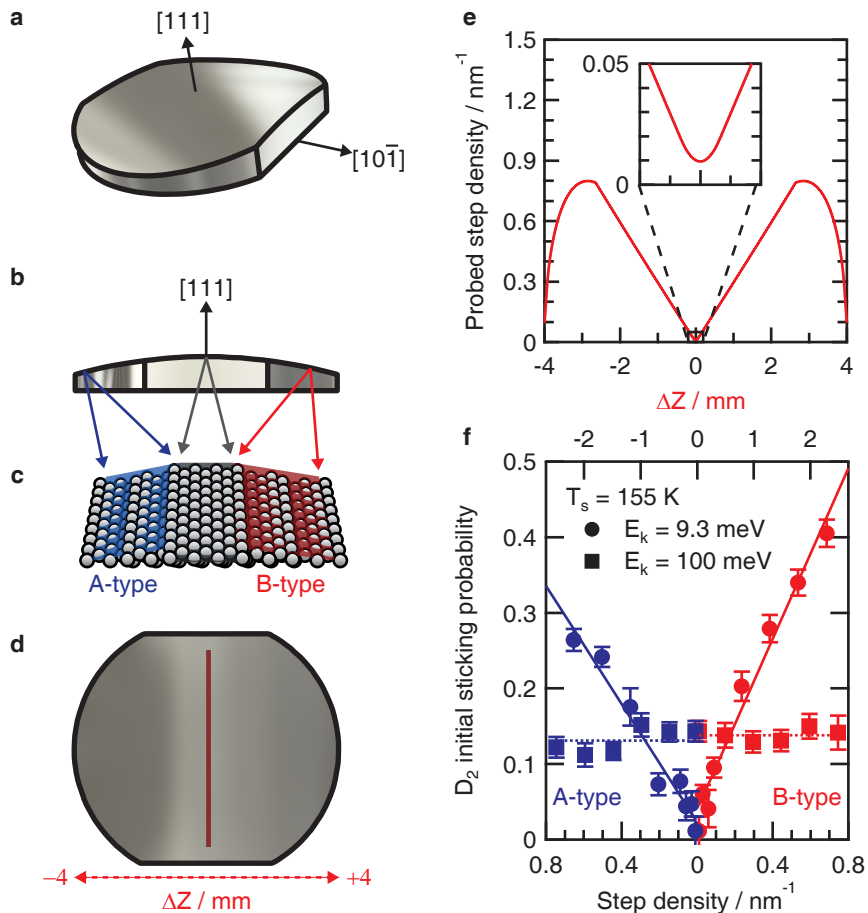 a
[111]
[101̄]
b
[111]
c
A-type
B-type
d
−4
+4
ΔZ / mm
e
Probed step density / nm⁻¹
1.5
1.2
0.9
0.6
0.3
0
0.05
0
-4
-2
0
2
4
ΔZ / mm
f
-2
-1
0
1
2
D₂ initial sticking probability
0.5
0.4
0.3
0.2
0.1
0
Tₛ = 155 K
Eₖ = 9.3 meV
Eₖ = 100 meV
A-type
B-type
0.8
0.4
0
0.4
0.8
Step density / nm⁻¹